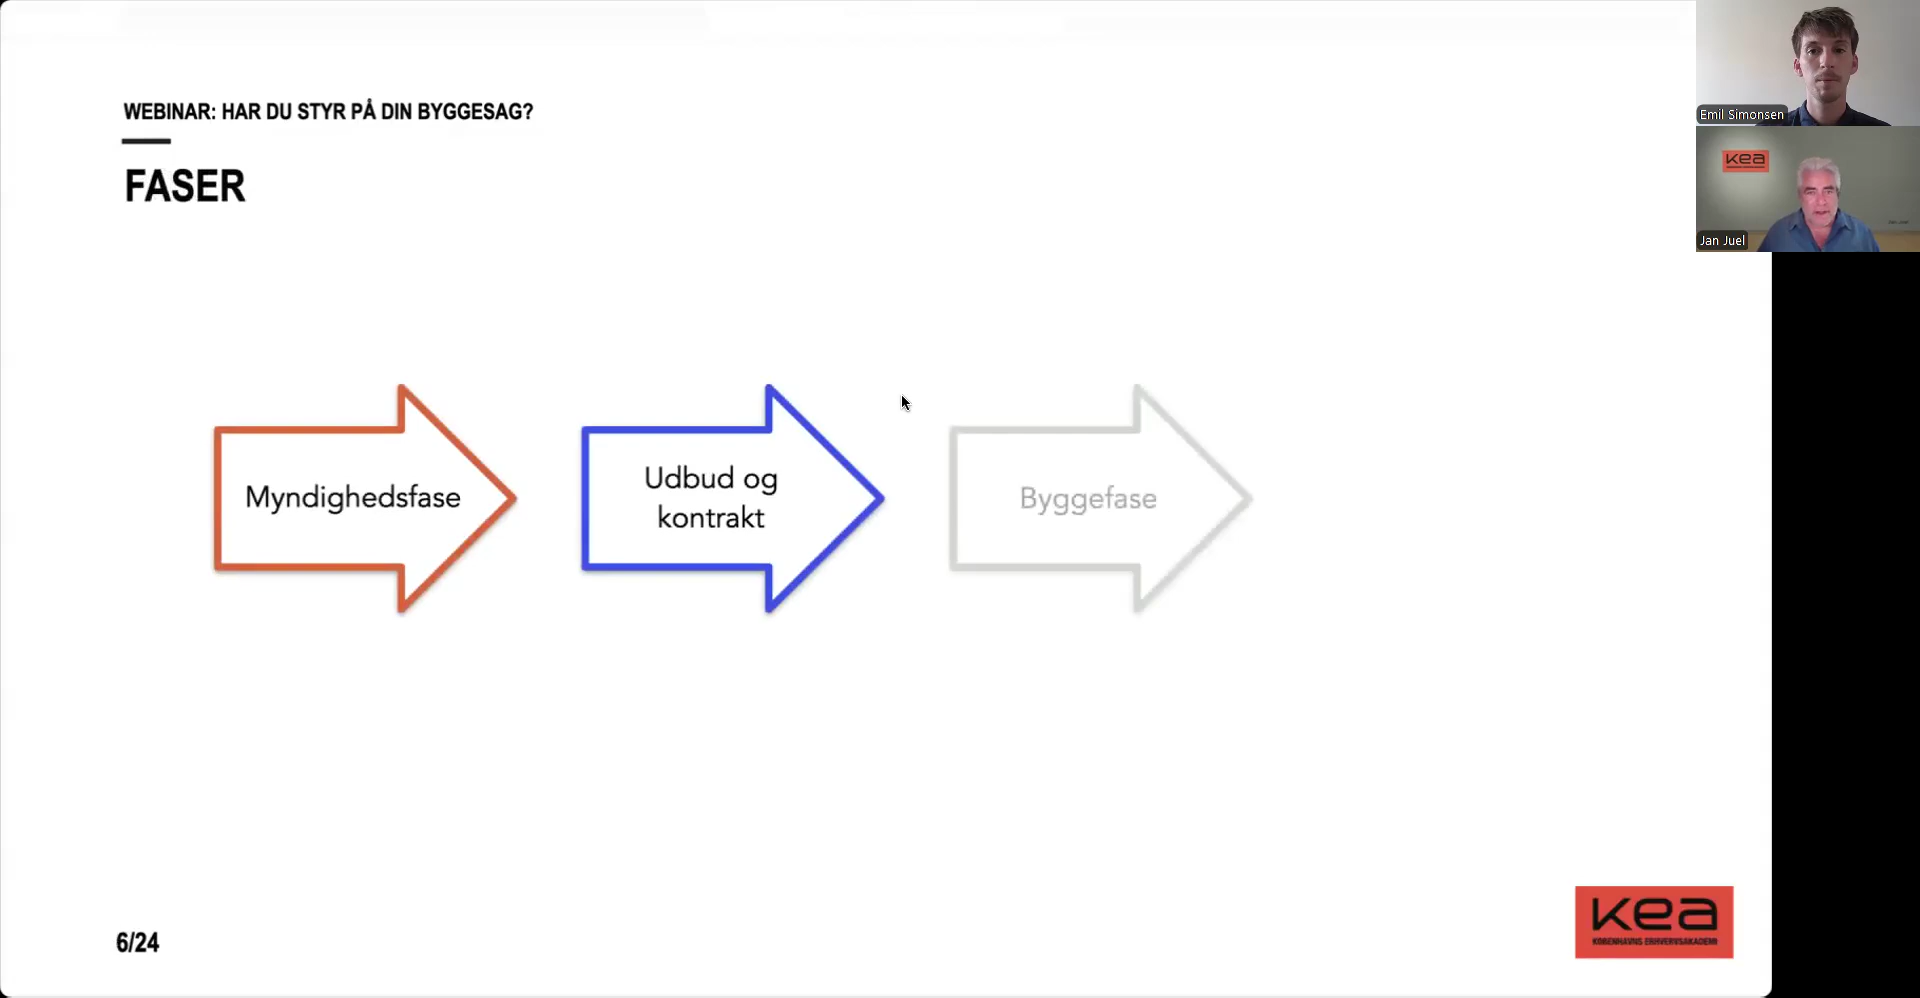 WEBINAR: HAR DU STYR PÅ DIN BYGGESAG?
FASER
Myndighedsfase
Udbud og
kontrakt
Byggefase
6/24
kea
KØBENHAVNS ERHVERVSAKADEMI
Emil Simonsen
kea
Jan Juel